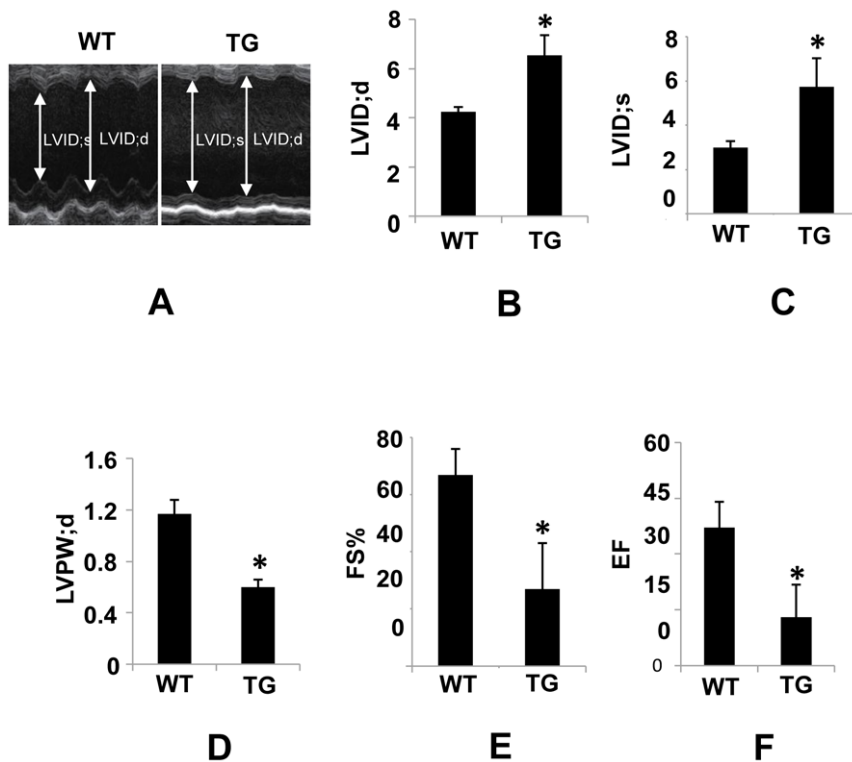 WT TG
LVID;s LVID;d LVID;s LVID;d
A
LVID;d
8
6
4
2
0
*
WT TG
B
LVID;s
8
6
4
2
0
*
WT TG
C
LVPW;d
1.6
1.2
0.8
0.4
0
*
WT TG
D
FS%
80
60
40
20
0
*
WT TG
E
EF
60
45
30
15
0
0
*
WT TG
F